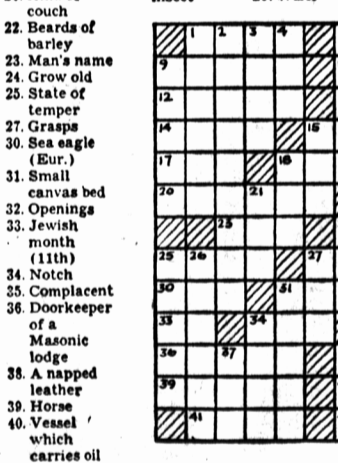 couch
22. Beards of
barley
23. Man's name
24. Grow old
25. State of
temper
27. Grasps
30. Sea eagle
(Eur.)
31. Small
canvas bed
32. Openings
33. Jewish
month
(11th)
34. Notch
35. Complacent
36. Doorkeeper
of a
Masonic
lodge
38. A napped
leather
39. Horse
40. Vessel
which
carries oil
1 2 3 4
9
12
14 15
17 18
20 21
23
25 26 27
30 31
33 34
36 37
39
41